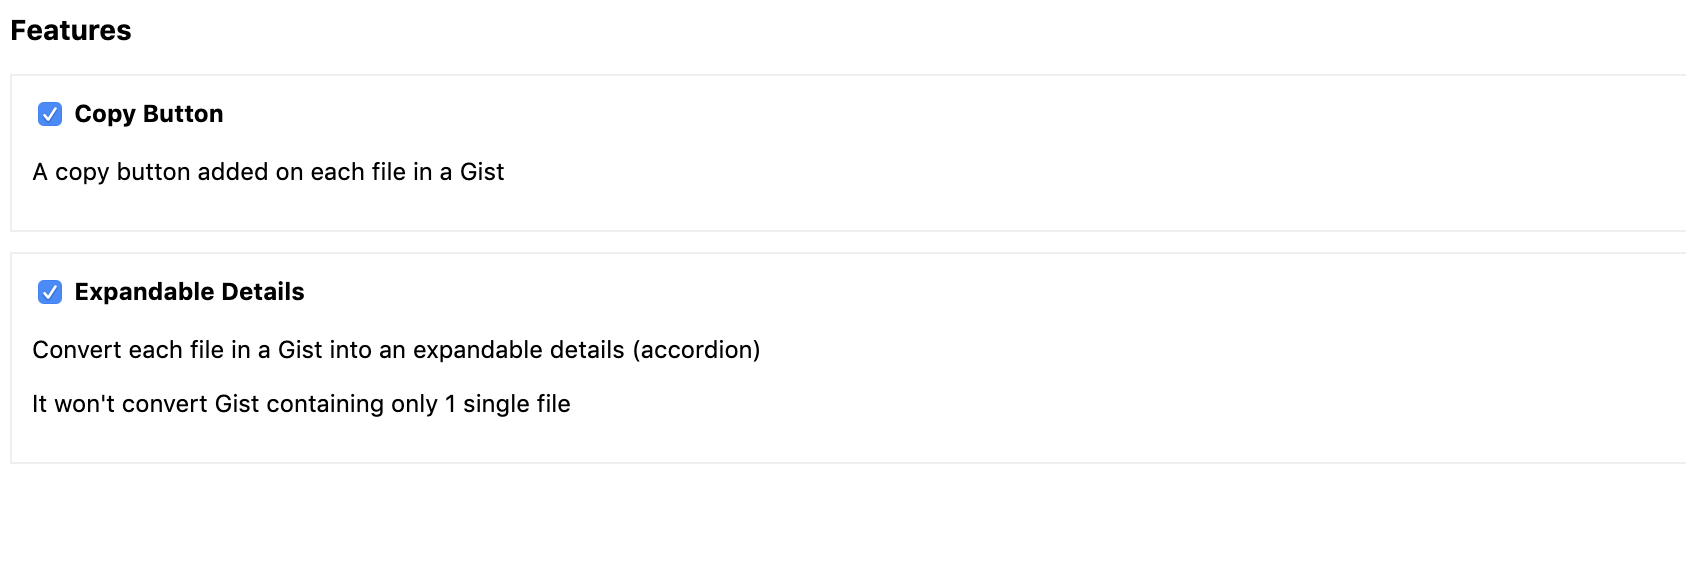 Features
Copy Button
A copy button added on each file in a Gist
Expandable Details
Convert each file in a Gist into an expandable details (accordion)
It won't convert Gist containing only 1 single file